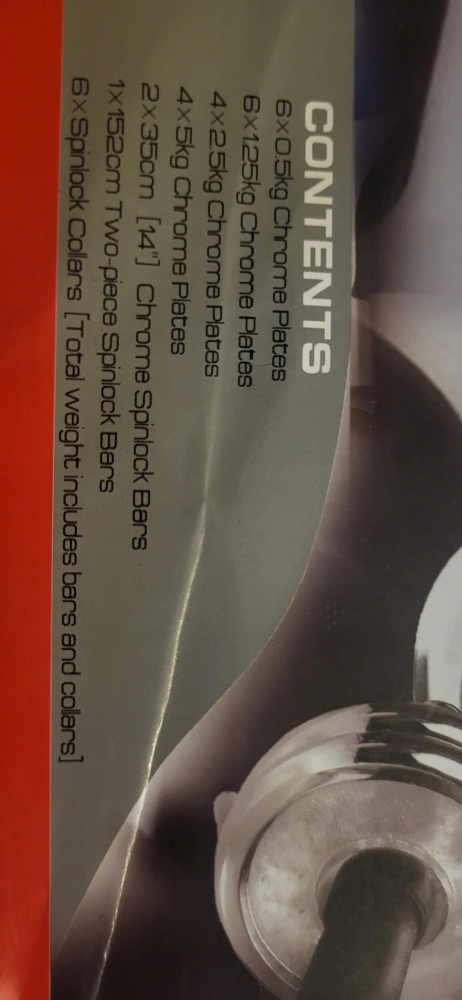 CONTENTS
6x0.5kg Chrome Plates
6x1.25kg Chrome Plates
4x2.5kg Chrome Plates
4x5kg Chrome Plates
2x35cm [14"] Chrome Spinlock Bars
1x152cm Two-piece Spinlock Bars
6xSpinlock Collars [Total weight includes bars and collars]